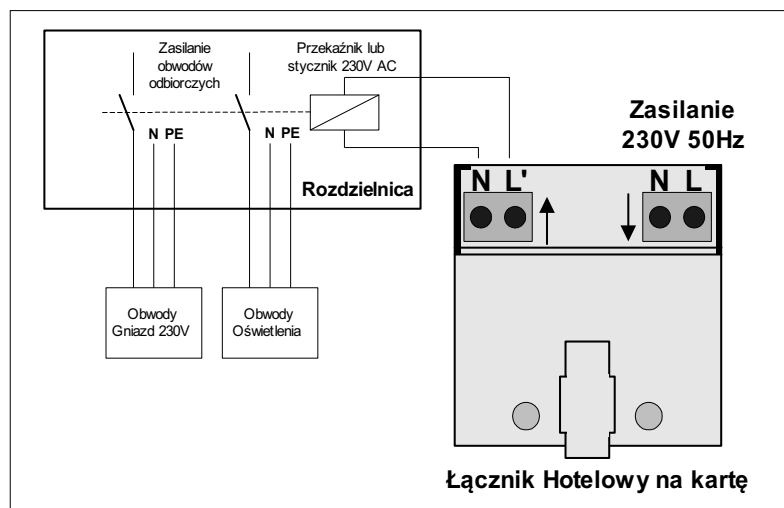 Zasilanie
obwodów
odbiorczych
Przekaźnik lub
stycznik 230V AC
N PE
N PE
Rozdzielnica
Obwody
Gniazd 230V
Obwody
Oświetlenia
Zasilanie
230V 50Hz
N L'
N L
Łącznik Hotelowy na kartę